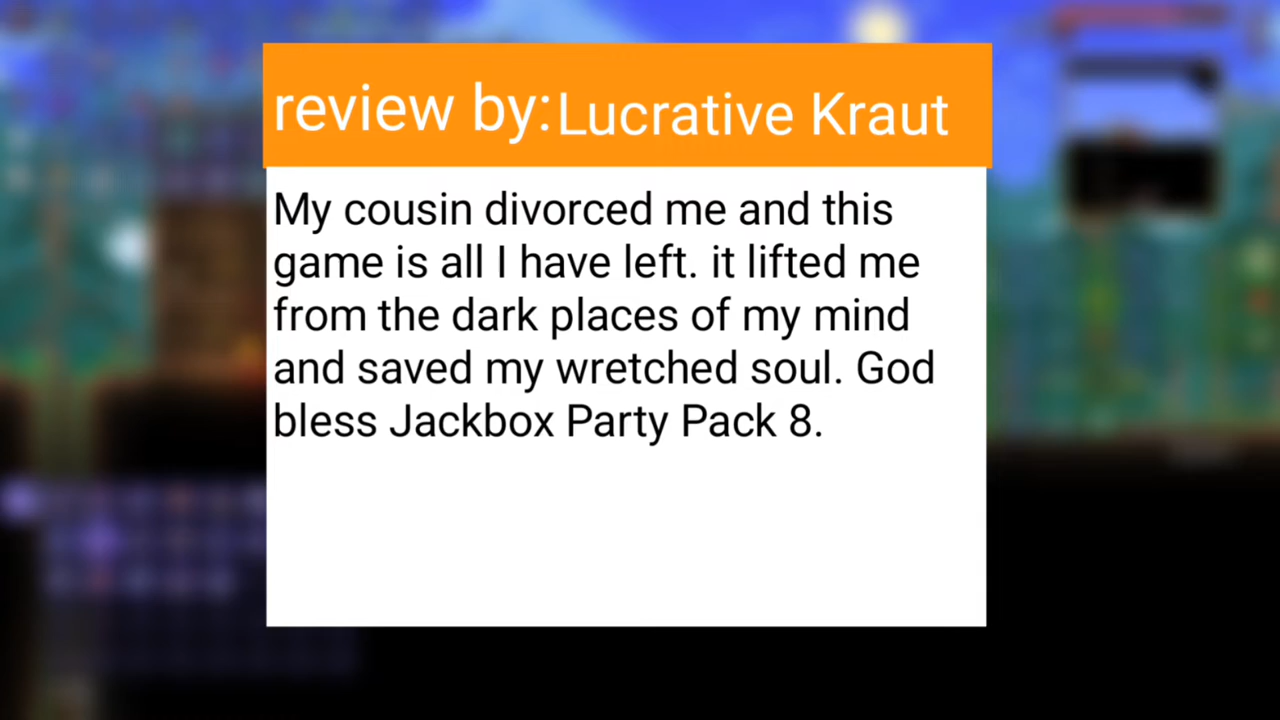 review by:Lucrative Kraut
My cousin divorced me and this
game is all I have left. it lifted me
from the dark places of my mind
and saved my wretched soul. God
bless Jackbox Party Pack 8.